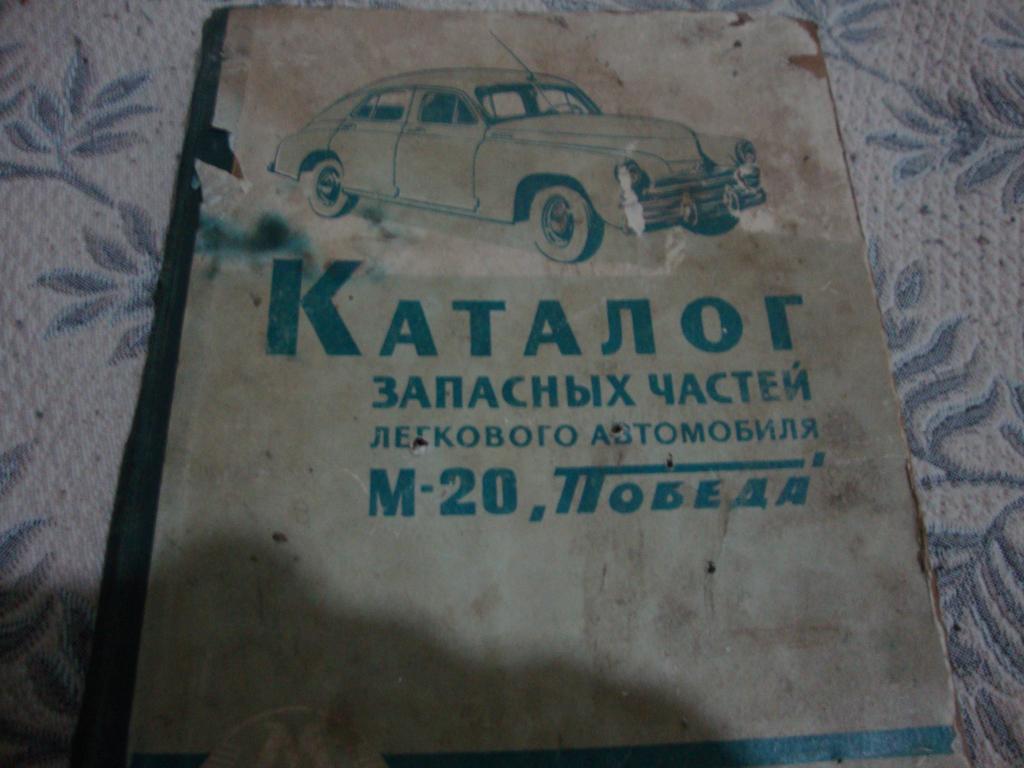 КАТАЛОГ
ЗАПАСНЫХ ЧАСТЕЙ
ЛЕГКОВОГО АВТОМОБИЛЯ
М-20 „ПОБЕДА‘